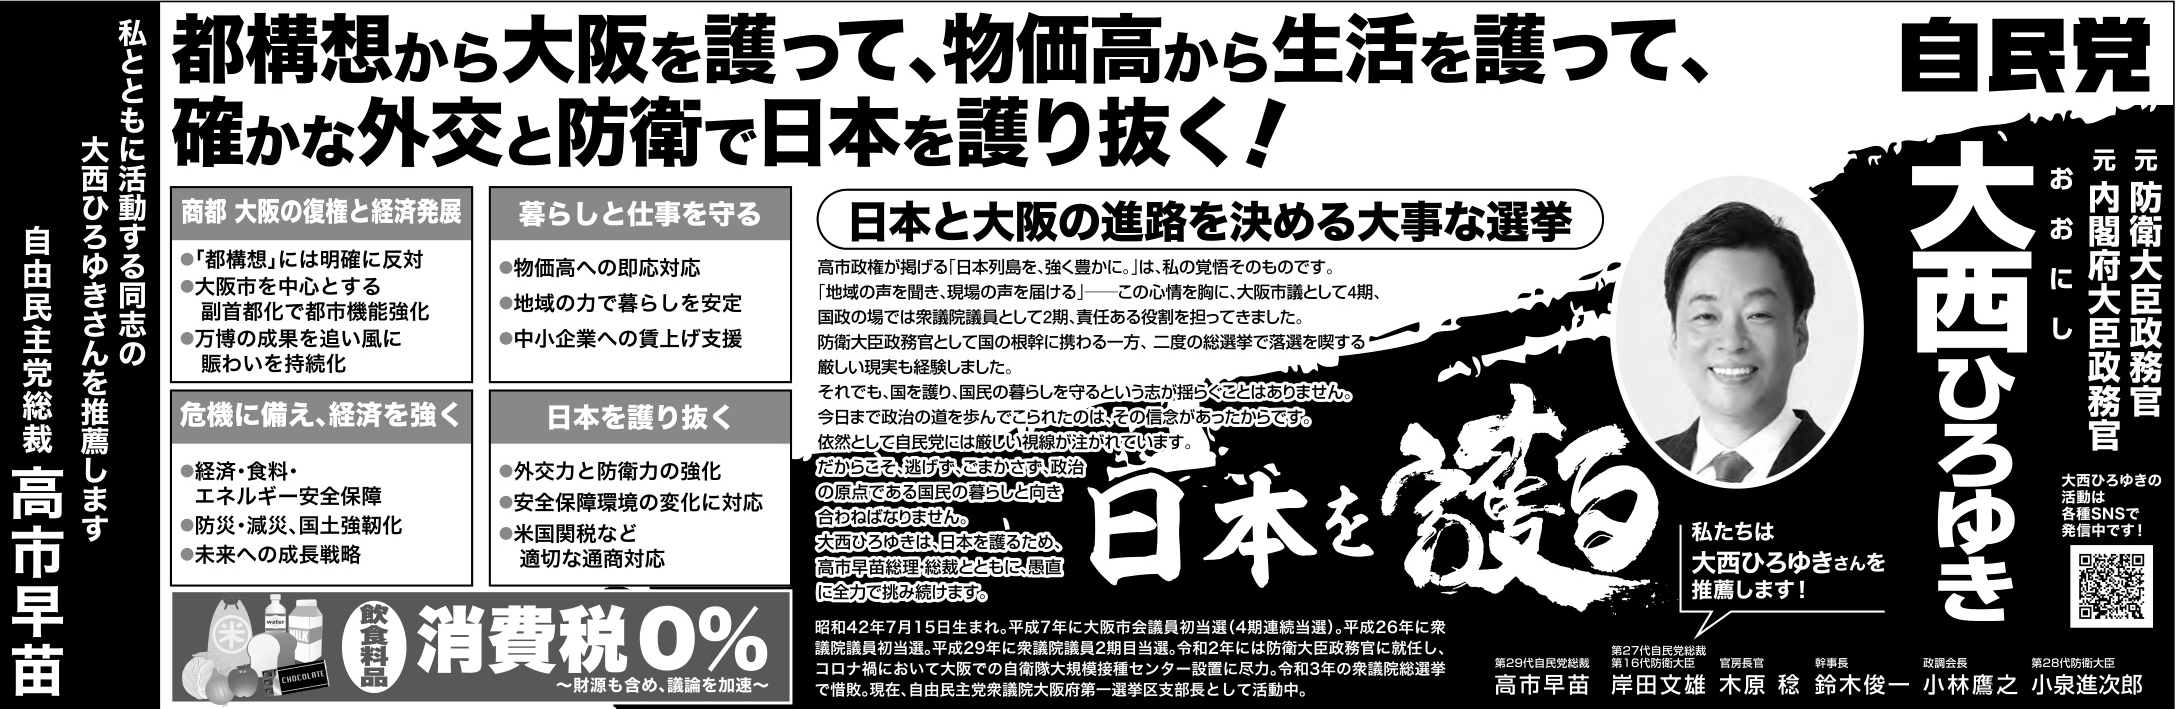 都構想から大阪を護って、物価高から生活を護って、
確かな外交と防衛で日本を護り抜く!
自民党
元 防衛大臣政務官
元 内閣府大臣政務官
おおにし
大西ひろゆき
大西ひろゆきの
活動は
各種SNSで
発信中です!
私とともに活動する同志の
大西ひろゆきさんを推薦します
自由民主党総裁 高市早苗
商都 大阪の復権と経済発展
●「都構想」には明確に反対
●大阪市を中心とする
副首都化で都市機能強化
●万博の成果を追い風に
賑わいを持続化
暮らしと仕事を守る
●物価高への即応対応
●地域の力で暮らしを安定
●中小企業への賃上げ支援
危機に備え、経済を強く
●経済・食料・
エネルギー安全保障
●防災・減災、国土強靭化
●未来への成長戦略
日本を護り抜く
●外交力と防衛力の強化
●安全保障環境の変化に対応
●米国関税など
適切な通商対応
米
water
MILK
CHOCOLATE
飲食料品
消費税0%
〜財源も含め、議論を加速〜
日本と大阪の進路を決める大事な選挙
高市政権が掲げる「日本列島を、強く豊かに。」は、私の覚悟そのものです。
「地域の声を聞き、現場の声を届ける」──この心情を胸に、大阪市議として4期、
国政の場では衆議院議員として2期、責任ある役割を担ってきました。
防衛大臣政務官として国の根幹に携わる一方、二度の総選挙で落選を喫する
厳しい現実も経験しました。
それでも、国を護り、国民の暮らしを守るという志が揺らぐことはありません。
今日まで政治の道を歩んでこられたのは、その信念があったからです。
依然として自民党には厳しい視線が注がれています。
だからこそ、逃げず、ごまかさず、政治
の原点である国民の暮らしと向き
合わねばなりません。
大西ひろゆきは、日本を護るため、
高市早苗総理・総裁とともに、愚直
に全力で挑み続けます。
日本を護る
昭和42年7月15日生まれ。平成7年に大阪市会議員初当選(4期連続当選)。平成26年に衆
議院議員初当選。平成29年に衆議院議員2期目当選。令和2年には防衛大臣政務官に就任し、
コロナ禍において大阪での自衛隊大規模接種センター設置に尽力。令和3年の衆議院総選挙
で惜敗。現在、自由民主党衆議院大阪府第一選挙区支部長として活動中。
私たちは
大西ひろゆきさんを
推薦します!
第29代自民党総裁
高市早苗
第27代自民党総裁
第16代防衛大臣
岸田文雄
官房長官
木原 稔
幹事長
鈴木俊一
政調会長
小林鷹之
第28代防衛大臣
小泉進次郎